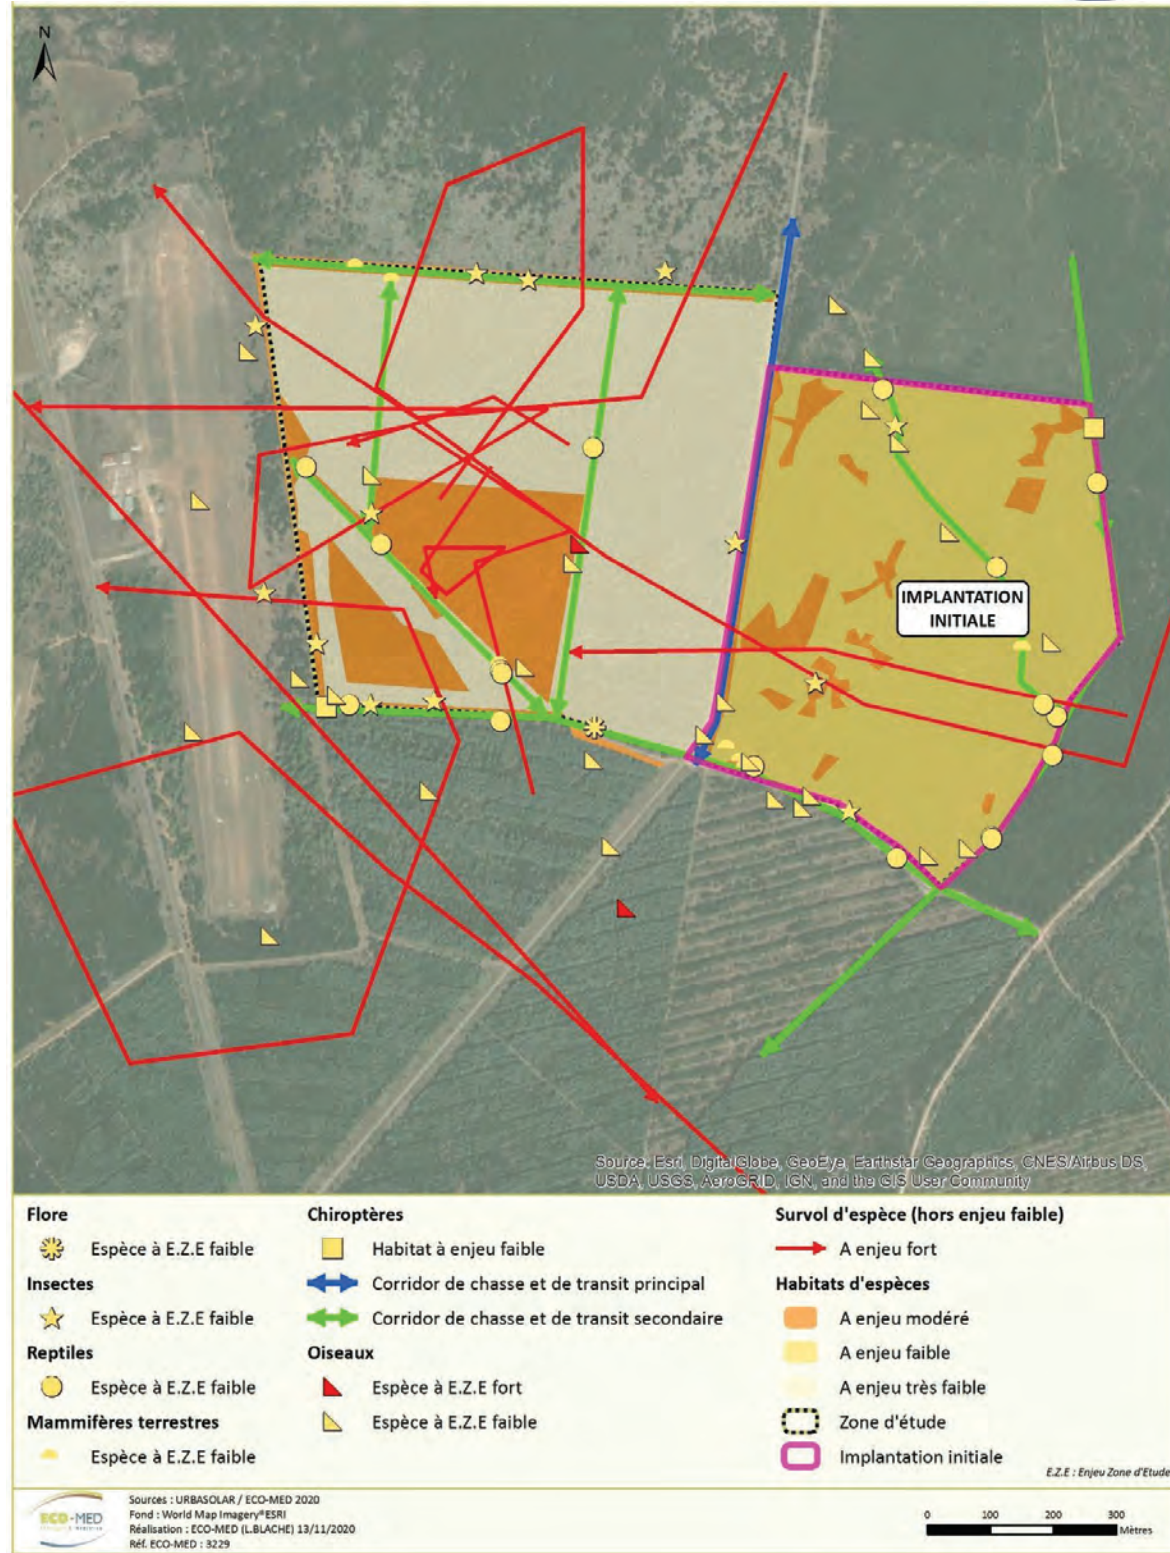 N
IMPLANTATION
INITIALE
Source: Esri, DigitalGlobe, GeoEye, Earthstar Geographics, CNES/Airbus DS,
USDA, USGS, AeroGRID, IGN, and the GIS User Community
Flore
Espèce à E.Z.E faible
Insectes
Espèce à E.Z.E faible
Reptiles
Espèce à E.Z.E faible
Mammifères terrestres
Espèce à E.Z.E faible
Chiroptères
Habitat à enjeu faible
Corridor de chasse et de transit principal
Corridor de chasse et de transit secondaire
Oiseaux
Espèce à E.Z.E fort
Espèce à E.Z.E faible
Survol d'espèce (hors enjeu faible)
A enjeu fort
Habitats d'espèces
A enjeu modéré
A enjeu faible
A enjeu très faible
Zone d'étude
Implantation initiale
E.Z.E : Enjeu Zone d'Etude
ECO-MED
Sources : URBASOLAR / ECO-MED 2020
Fond : World Map Imagery®ESRI
Réalisation : ECO-MED (L.BLACHE) 13/11/2020
Réf. ECO-MED : 3229
0 100 200 300
Mètres